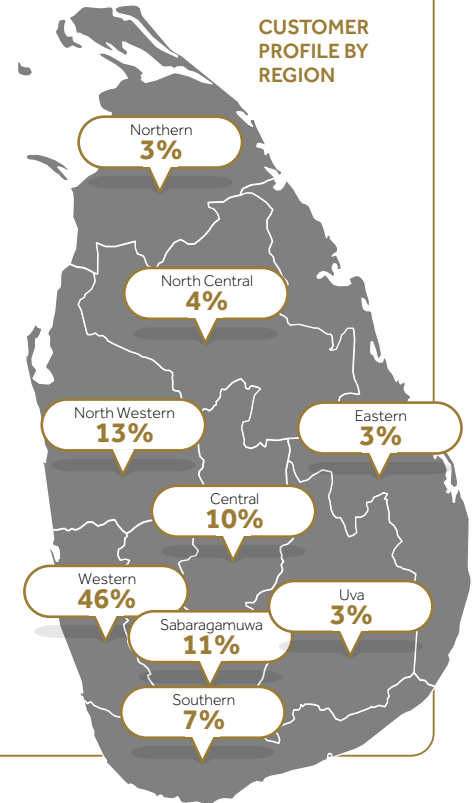 CUSTOMER
PROFILE BY
REGION
Northern
3%
North Central
4%
North Western
13%
Eastern
3%
Central
10%
Western
46%
Uva
3%
Sabaragamuwa
11%
Southern
7%